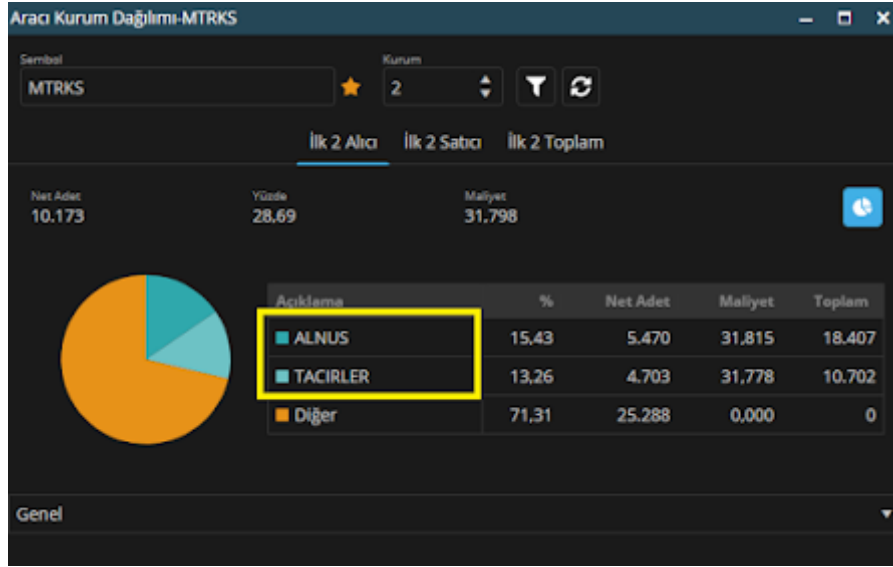 Aracı Kurum Dağılımı-MTRKS
Sembol
Kurum
MTRKS
2
İlk 2 Alıcı İlk 2 Satıcı İlk 2 Toplam
Net Adet Yüzde Maliyet
10.173 28,69 31,798
Açıklama % Net Adet Maliyet Toplam
ALNUS 15,43 5.470 31,815 18.407
TACIRLER 13,26 4.703 31,778 10.702
Diğer 71,31 25.288 0,000 0
Genel